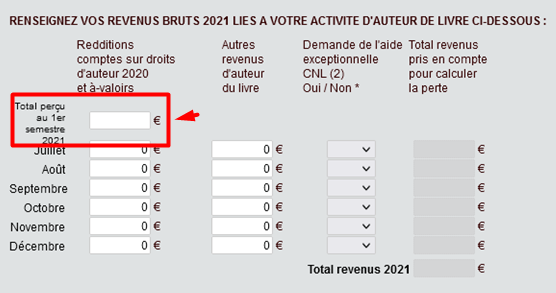 RENSEIGNEZ VOS REVENUS BRUTS 2021 LIES A VOTRE ACTIVITE D'AUTEUR DE LIVRE CI-DESSOUS :
Redditions
comptes sur droits
d'auteur 2020
et à-valoirs
Autres
revenus
d'auteur
du livre
Demande de l'aide
exceptionnelle
CNL (2)
Oui / Non *
Total revenus
pris en compte
pour calculer
la perte
Total perçu
au 1er
semestre
2021
€
Juillet 0 € 0 € €
Août 0 € 0 € €
Septembre 0 € 0 € €
Octobre 0 € 0 € €
Novembre 0 € 0 € €
Décembre 0 € 0 € €
Total revenus 2021 €